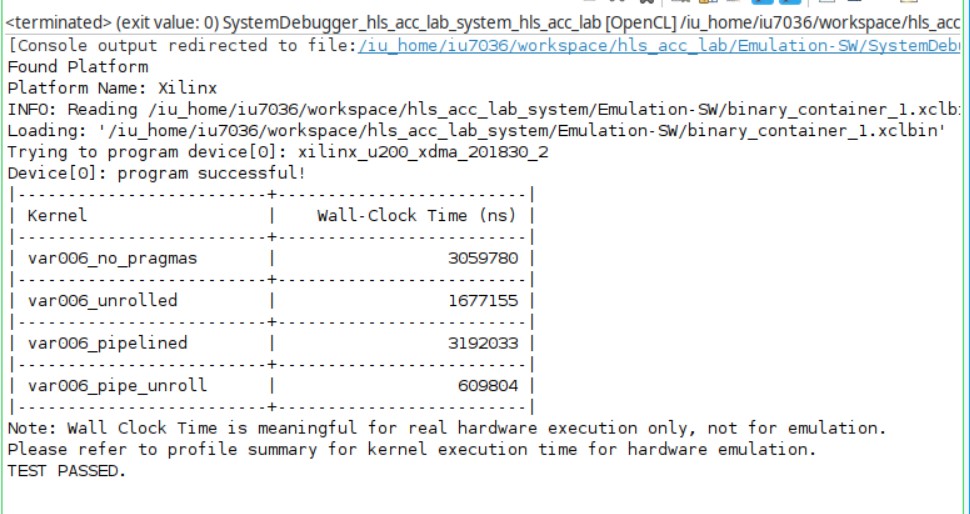 <terminated> (exit value: 0) SystemDebugger_hls_acc_lab_system_hls_acc_lab [OpenCL] /iu_home/iu7036/workspace/hls_acc
[Console output redirected to file:/iu_home/iu7036/workspace/hls_acc_lab/Emulation-SW/SystemDeb
Found Platform
Platform Name: Xilinx
INFO: Reading /iu_home/iu7036/workspace/hls_acc_lab_system/Emulation-SW/binary_container_1.xclb
Loading: '/iu_home/iu7036/workspace/hls_acc_lab_system/Emulation-SW/binary_container_1.xclbin'
Trying to program device[0]: xilinx_u200_xdma_201830_2
Device[0]: program successful!
|-------------------------+-------------------------|
| Kernel                  |    Wall-Clock Time (ns) |
|-------------------------+-------------------------|
| var006_no_pragmas       |                 3059780 |
|-------------------------+-------------------------|
| var006_unrolled         |                 1677155 |
|-------------------------+-------------------------|
| var006_pipelined        |                 3192033 |
|-------------------------+-------------------------|
| var006_pipe_unroll      |                  609804 |
|-------------------------+-------------------------|
Note: Wall Clock Time is meaningful for real hardware execution only, not for emulation.
Please refer to profile summary for kernel execution time for hardware emulation.
TEST PASSED.